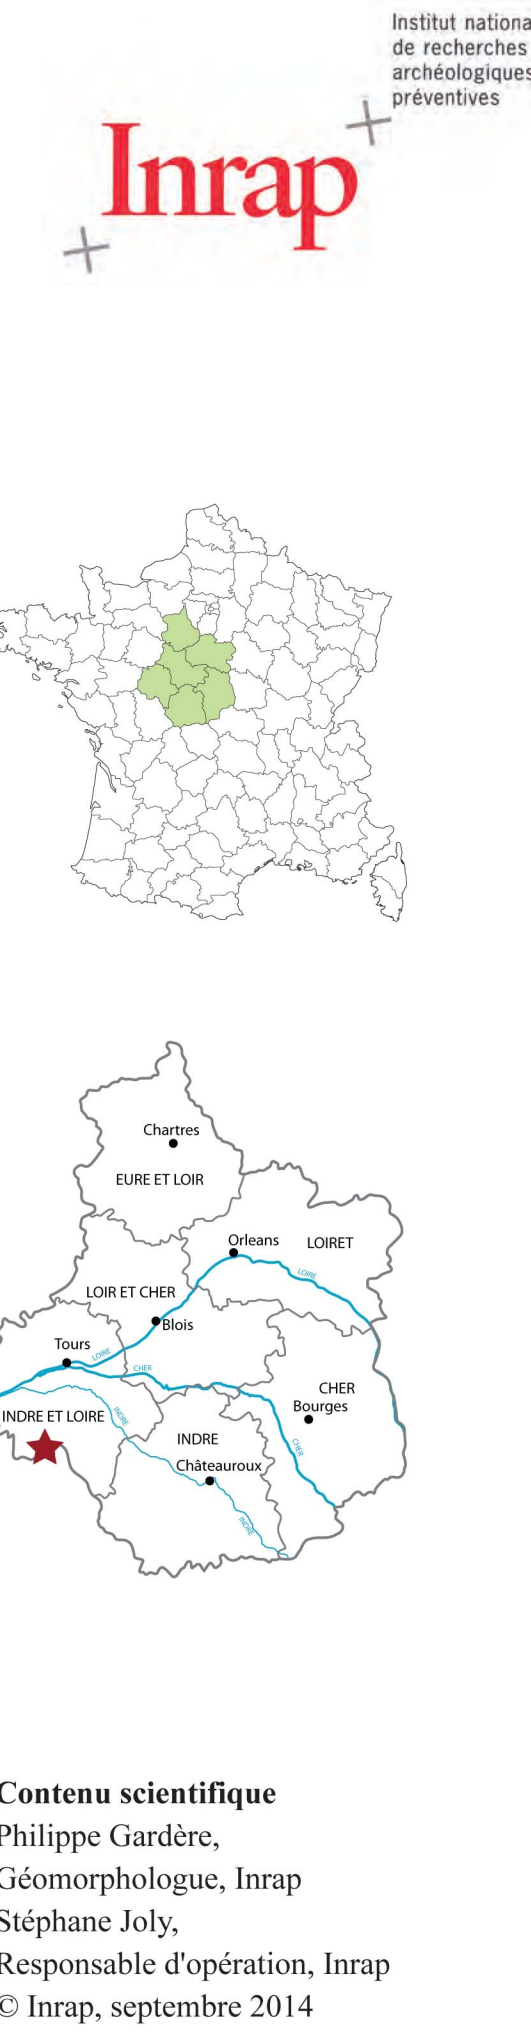 Institut nationa
de recherches
archéologiques
préventives
Inrap
Chartres
EURE ET LOIR
Orleans
LOIRET
LOIRE
LOIR ET CHER
Blois
Tours
LOIRE
CHER
CHER
Bourges
INDRE ET LOIRE
INDRE
INDRE
CHER
Châteauroux
INDRE
Contenu scientifique
Philippe Gardère,
Géomorphologue, Inrap
Stéphane Joly,
Responsable d'opération, Inrap
© Inrap, septembre 2014